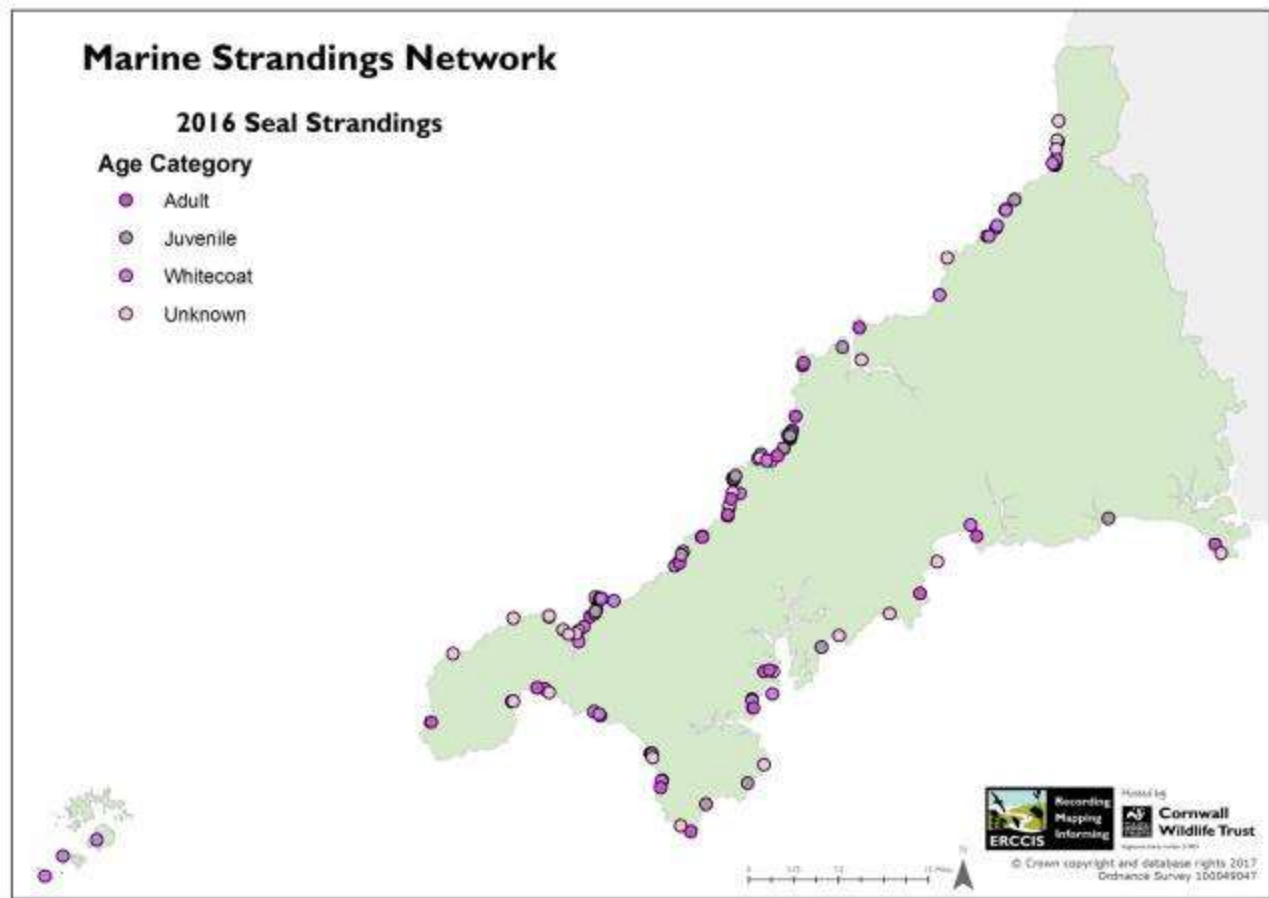 Marine Strandings Network
2016 Seal Strandings
Age Category
Adult
Juvenile
Whitecoat
Unknown
Recording
Mapping
Informing
ERCCIS
Hosted by
Cornwall
Wildlife Trust
N
© Crown copyright and database rights 2017
Ordnance Survey 100049047